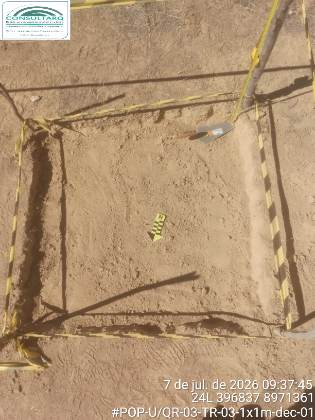 CONSULTARQ
7 de jul. de 2026 09:37:45
24L 396837 8971361
#POP-U/QR-03-TR-03-1x1m-dec-01